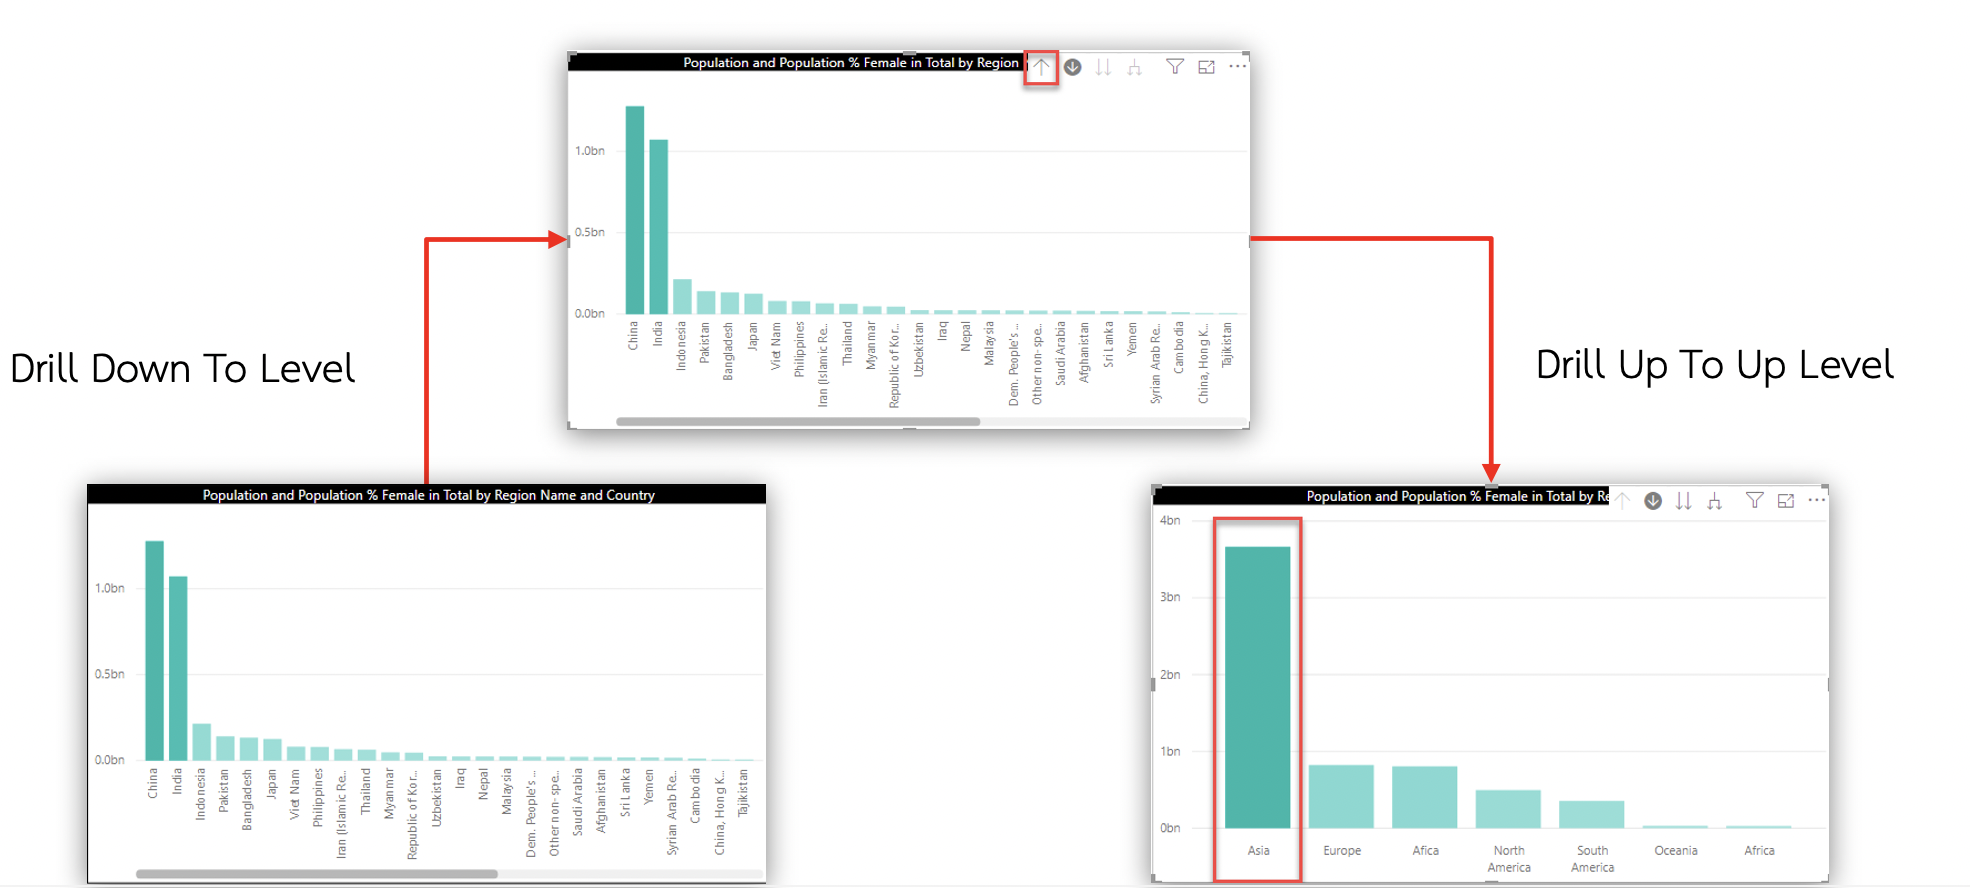 Population and Population % Female in Total by Region
1.0bn
0.5bn
0.0bn
China
India
Indonesia
Pakistan
Bangladesh
Japan
Viet Nam
Philippines
Iran (Islamic Re...
Thailand
Myanmar
Republic of Kor...
Uzbekistan
Iraq
Nepal
Malaysia
Dem. People's ...
Other non-spe...
Saudi Arabia
Afghanistan
Sri Lanka
Yemen
Syrian Arab Re...
Cambodia
China, Hong K...
Tajikistan
Drill Down To Level
Drill Up To Up Level
Population and Population % Female in Total by Region Name and Country
1.0bn
0.5bn
0.0bn
China
India
Indonesia
Pakistan
Bangladesh
Japan
Viet Nam
Philippines
Iran (Islamic Re...
Thailand
Myanmar
Republic of Kor...
Uzbekistan
Iraq
Nepal
Malaysia
Dem. People's ...
Other non-spe...
Saudi Arabia
Afghanistan
Sri Lanka
Yemen
Syrian Arab Re...
Cambodia
China, Hong K...
Tajikistan
Population and Population % Female in Total by Re
4bn
3bn
2bn
1bn
0bn
Asia
Europe
Afica
North
America
South
America
Oceania
Africa